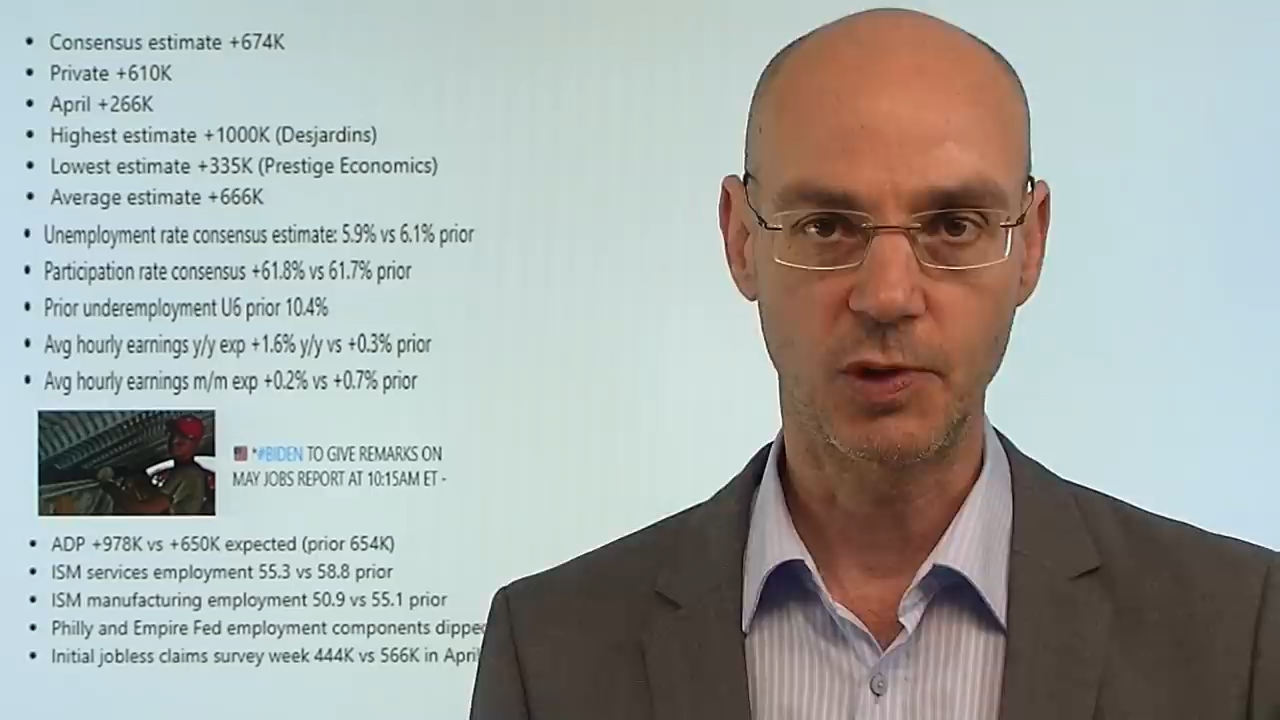 • Consensus estimate +674K
• Private +610K
• April +266K
• Highest estimate +1000K (Desjardins)
• Lowest estimate +335K (Prestige Economics)
• Average estimate +666K
• Unemployment rate consensus estimate: 5.9% vs 6.1% prior
• Participation rate consensus +61.8% vs 61.7% prior
• Prior underemployment U6 prior 10.4%
• Avg hourly earnings y/y exp +1.6% y/y vs +0.3% prior
• Avg hourly earnings m/m exp +0.2% vs +0.7% prior
*#BIDEN TO GIVE REMARKS ON
MAY JOBS REPORT AT 10:15AM ET -
• ADP +978K vs +650K expected (prior 654K)
• ISM services employment 55.3 vs 58.8 prior
• ISM manufacturing employment 50.9 vs 55.1 prior
• Philly and Empire Fed employment components dippe
• Initial jobless claims survey week 444K vs 566K in April